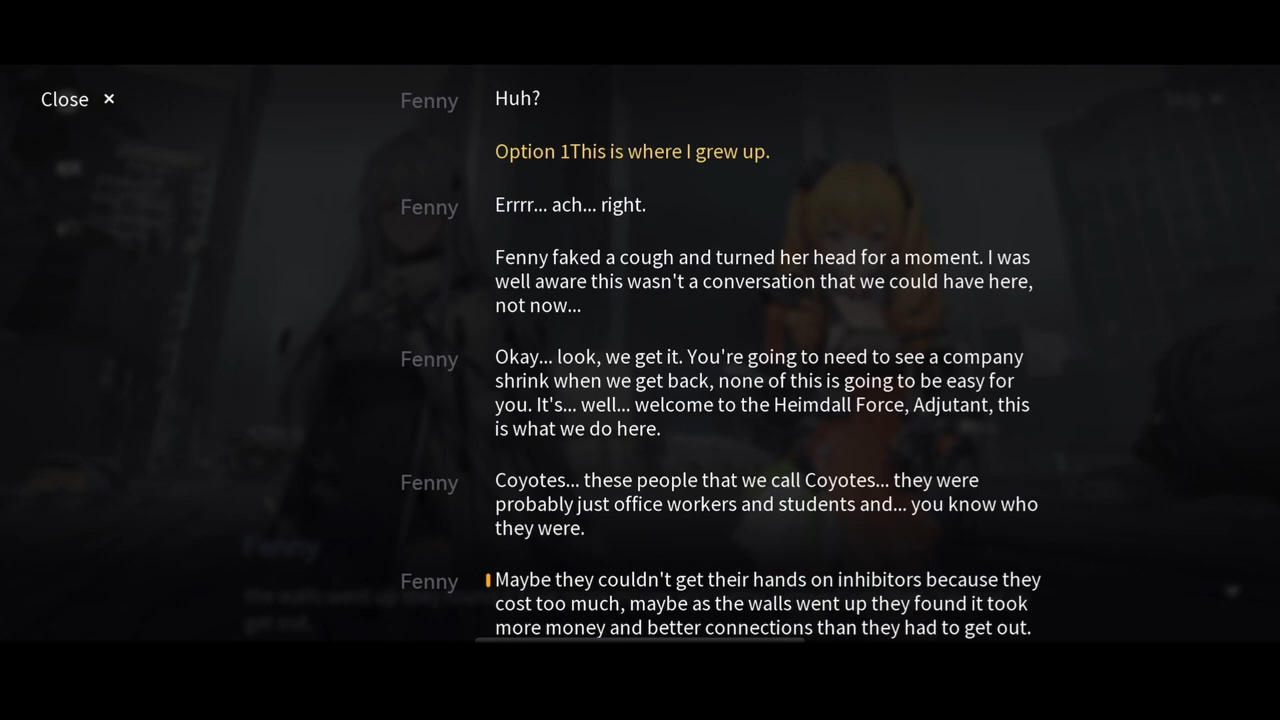 Close ×
Fenny
Huh?
Option 1This is where I grew up.
Fenny
Errrr... ach... right.
Fenny faked a cough and turned her head for a moment. I was
well aware this wasn't a conversation that we could have here,
not now...
Fenny
Okay... look, we get it. You're going to need to see a company
shrink when we get back, none of this is going to be easy for
you. It's... well... welcome to the Heimdall Force, Adjutant, this
is what we do here.
Fenny
Coyotes... these people that we call Coyotes... they were
probably just office workers and students and... you know who
they were.
Fenny
Maybe they couldn't get their hands on inhibitors because they
cost too much, maybe as the walls went up they found it took
more money and better connections than they had to get out.
Fenny
get out.